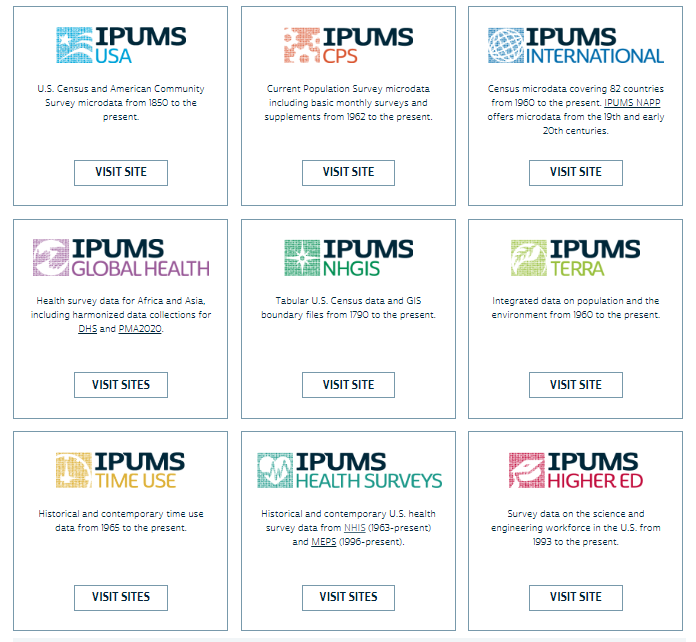 IPUMS
USA
U.S. Census and American Community
Survey microdata from 1850 to the
present.
VISIT SITE
IPUMS
CPS
Current Population Survey microdata
including basic monthly surveys and
supplements from 1962 to the present.
VISIT SITE
IPUMS
INTERNATIONAL
Census microdata covering 82 countries
from 1960 to the present. IPUMS NAPP
offers microdata from the 19th and early
20th centuries.
VISIT SITE
IPUMS
GLOBAL HEALTH
Health survey data for Africa and Asia,
including harmonized data collections for
DHS and PMA2020.
VISIT SITES
IPUMS
NHGIS
Tabular U.S. Census data and GIS
boundary files from 1790 to the present.
VISIT SITE
IPUMS
TERRA
Integrated data on population and the
environment from 1960 to the present.
VISIT SITE
IPUMS
TIME USE
Historical and contemporary time use
data from 1965 to the present.
VISIT SITES
IPUMS
HEALTH SURVEYS
Historical and contemporary U.S. health
survey data from NHIS (1963-present)
and MEPS (1996-present).
VISIT SITES
IPUMS
HIGHER ED
Survey data on the science and
engineering workforce in the U.S. from
1993 to the present.
VISIT SITE